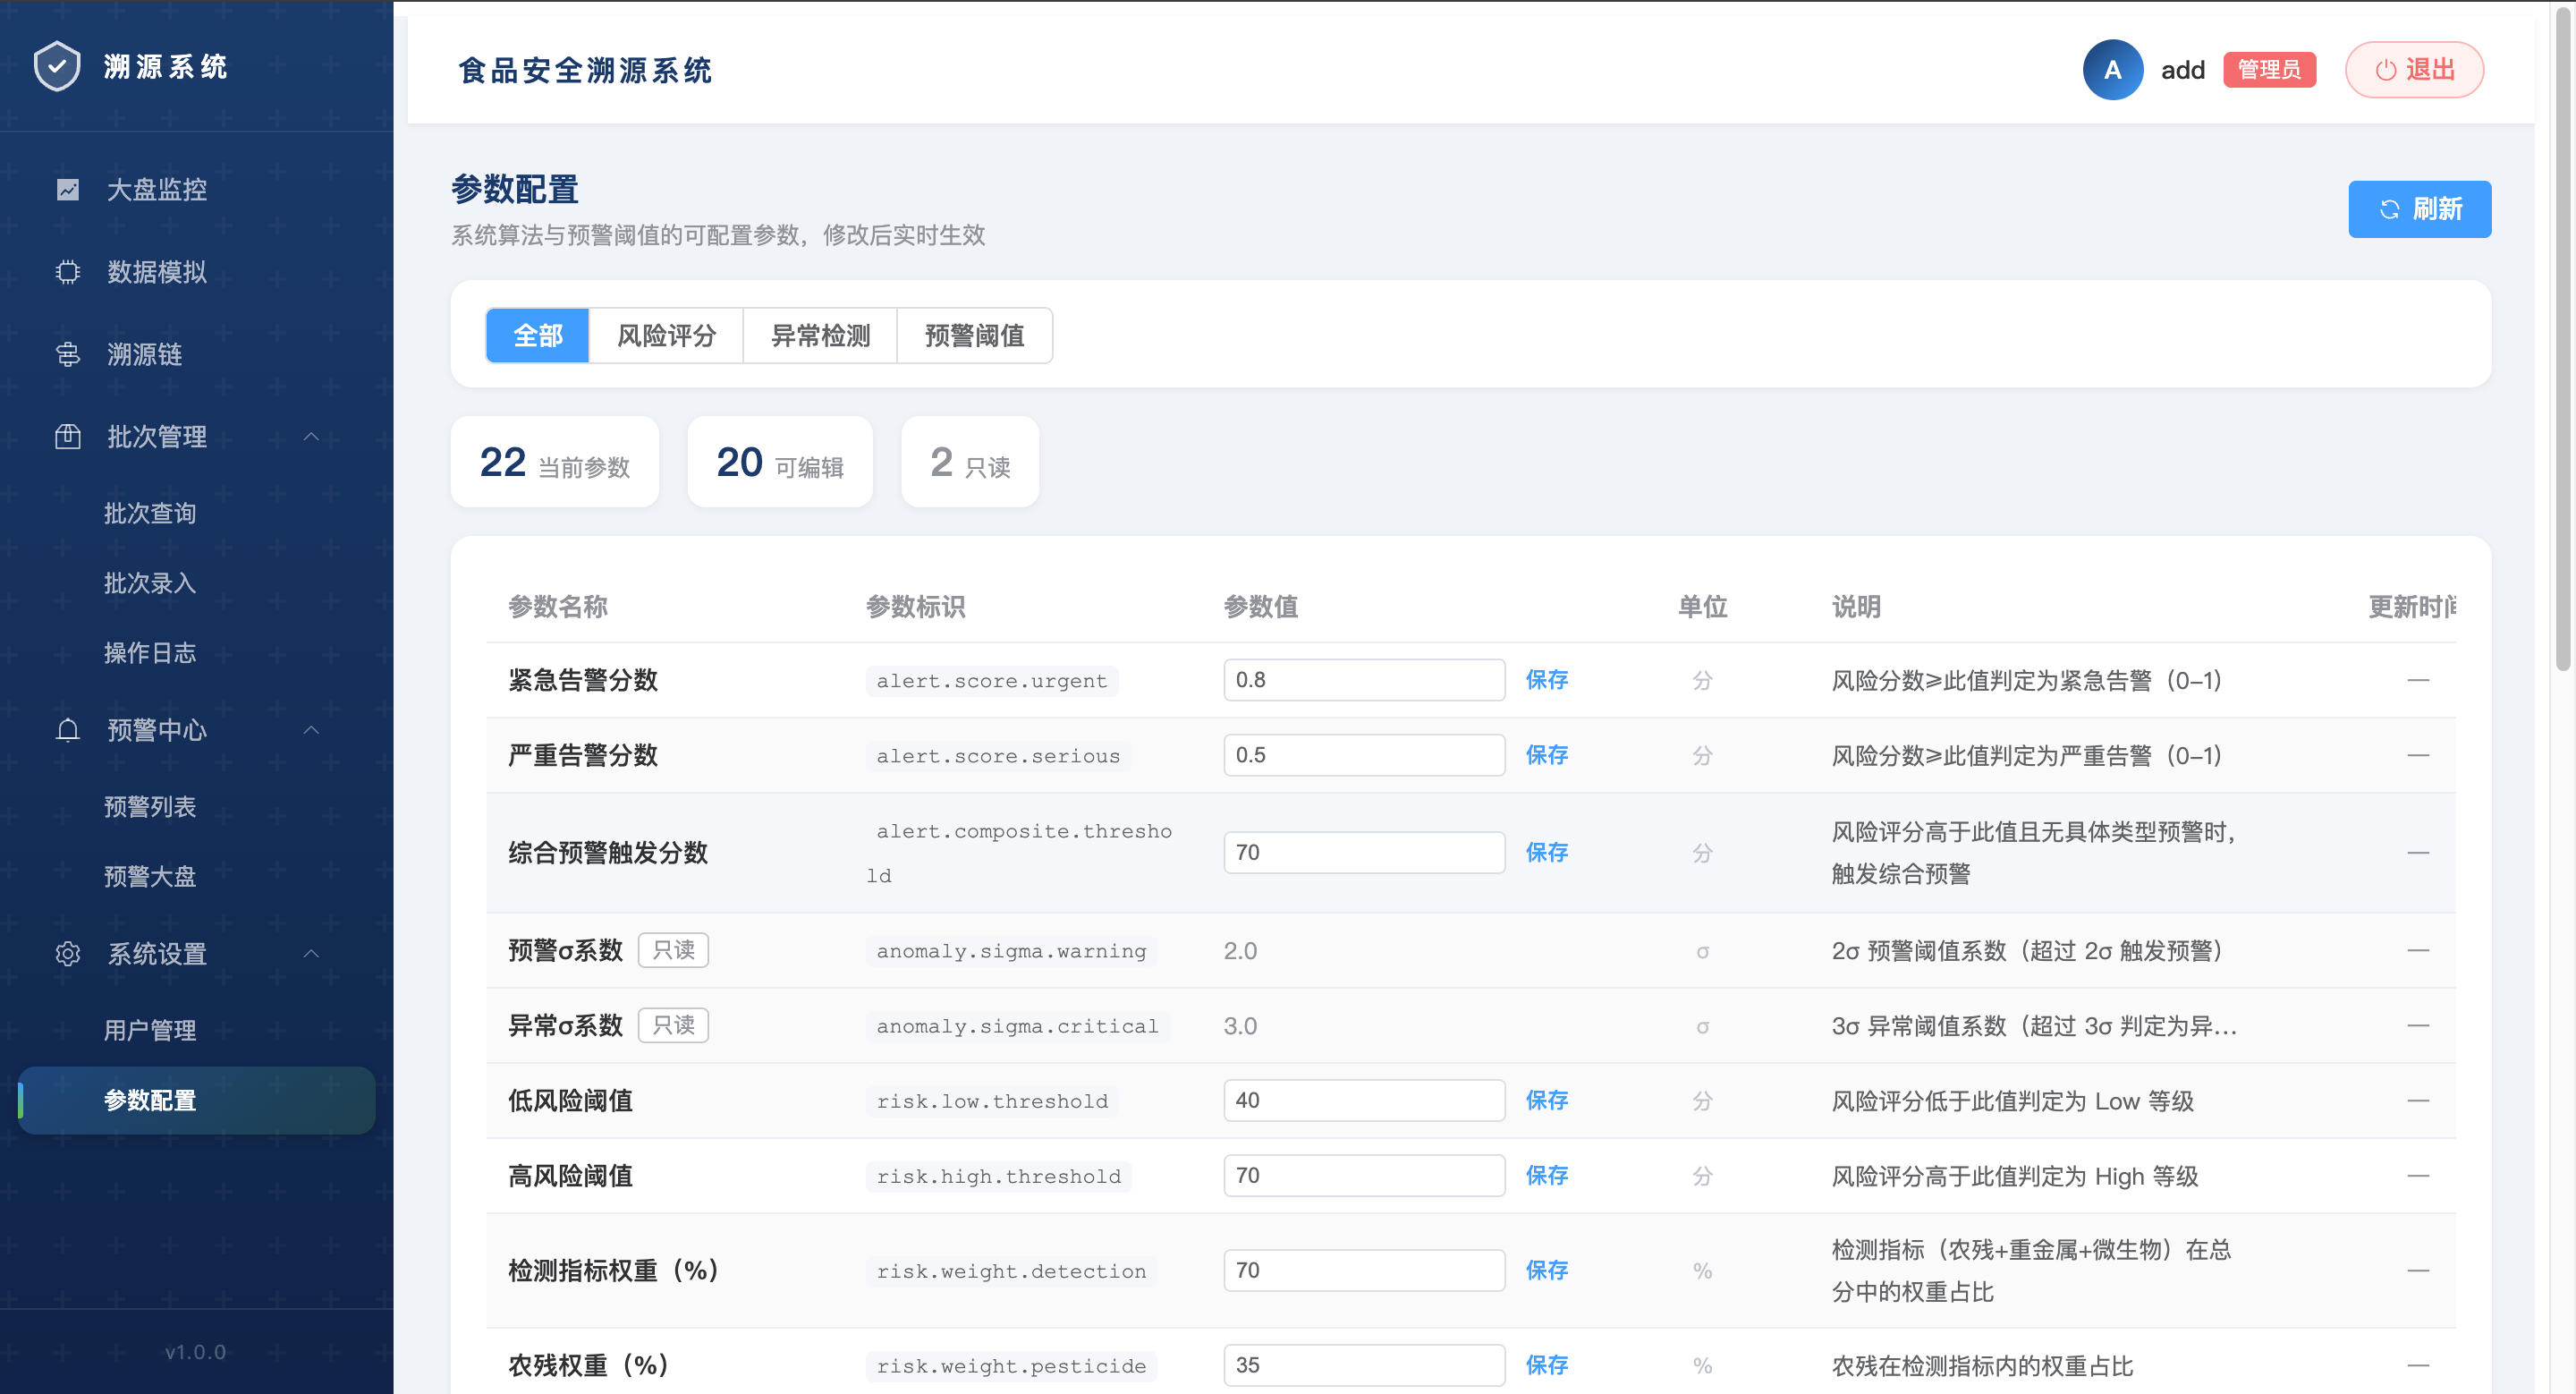 溯源系统
大盘监控
数据模拟
溯源链
批次管理
批次查询
批次录入
操作日志
预警中心
预警列表
预警大盘
系统设置
用户管理
参数配置
v1.0.0
食品安全溯源系统
A add 管理员 退出
参数配置
系统算法与预警阈值的可配置参数，修改后实时生效
刷新
全部 风险评分 异常检测 预警阈值
22 当前参数 20 可编辑 2 只读
参数名称 参数标识 参数值 单位 说明 更新时间
紧急告警分数 alert.score.urgent 0.8 保存 分 风险分数≥此值判定为紧急告警（0–1） —
严重告警分数 alert.score.serious 0.5 保存 分 风险分数≥此值判定为严重告警（0–1） —
综合预警触发分数 alert.composite.thresho
ld 70 保存 分 风险评分高于此值且无具体类型预警时，
触发综合预警 —
预警σ系数 只读 anomaly.sigma.warning 2.0 σ 2σ 预警阈值系数（超过 2σ 触发预警） —
异常σ系数 只读 anomaly.sigma.critical 3.0 σ 3σ 异常阈值系数（超过 3σ 判定为异… —
低风险阈值 risk.low.threshold 40 保存 分 风险评分低于此值判定为 Low 等级 —
高风险阈值 risk.high.threshold 70 保存 分 风险评分高于此值判定为 High 等级 —
检测指标权重（%） risk.weight.detection 70 保存 % 检测指标（农残+重金属+微生物）在总
分中的权重占比 —
农残权重（%） risk.weight.pesticide 35 保存 % 农残在检测指标内的权重占比 —